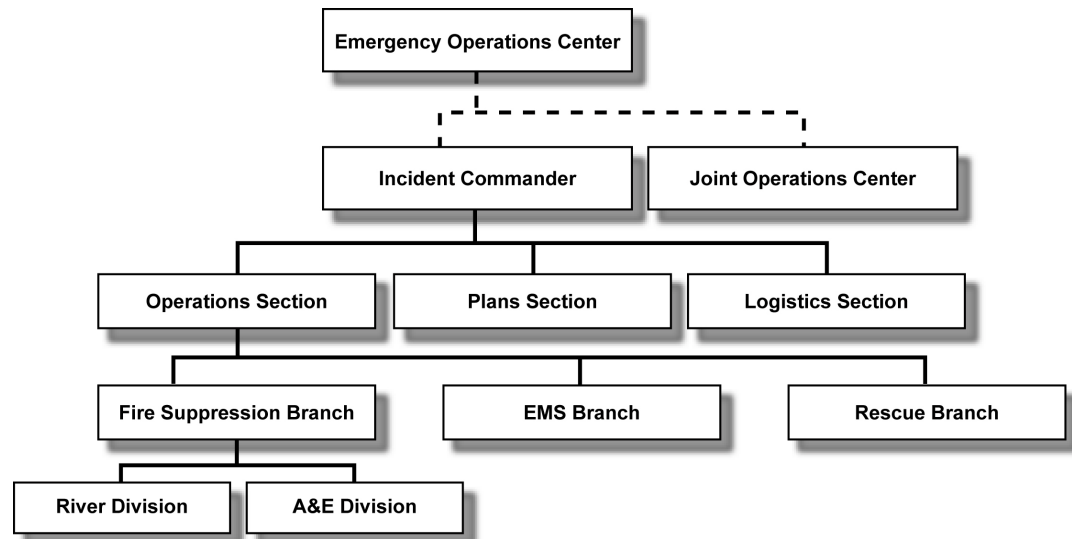 Emergency Operations Center
Incident Commander
Joint Operations Center
Operations Section
Plans Section
Logistics Section
Fire Suppression Branch
EMS Branch
Rescue Branch
River Division
A&E Division